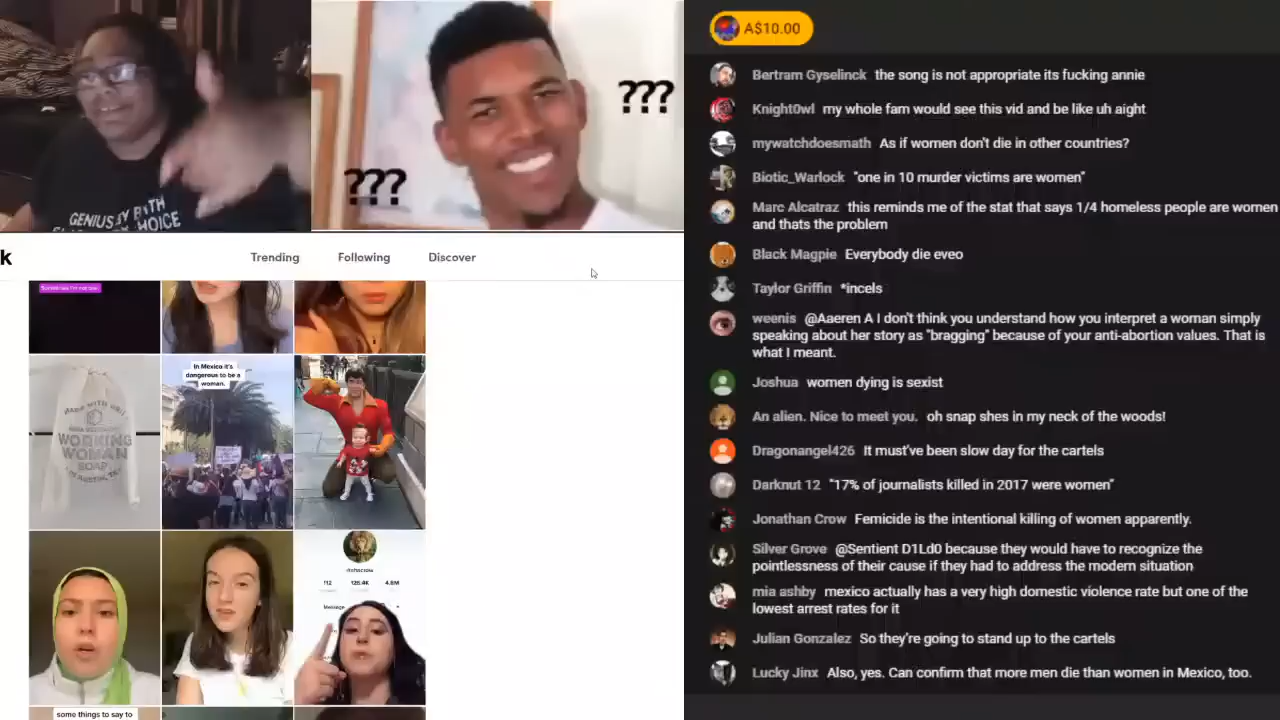 GENIUS BY B TH
CHOICE
???
???
k
Trending
Following
Discover
In Mexico it's
dangerous to be a
woman.
MADE WITH
WORKING
WOMAN
SOAP
112
126.4K
4.8M
Message
some things to say to
A$10.00
Bertram Gyselinck the song is not appropriate its fucking annie
Knight0wl my whole fam would see this vid and be like uh aight
mywatchdoesmath As if women don't die in other countries?
Biotic_Warlock "one in 10 murder victims are women"
Marc Alcatraz this reminds me of the stat that says 1/4 homeless people are women
and thats the problem
Black Magpie Everybody die eveo
Taylor Griffin *incels
weenis @Aaeren A I don't think you understand how you interpret a woman simply
speaking about her story as "bragging" because of your anti-abortion values. That is
what I meant.
Joshua women dying is sexist
An alien. Nice to meet you. oh snap shes in my neck of the woods!
Dragonangel426 It must've been slow day for the cartels
Darknut 12 "17% of journalists killed in 2017 were women"
Jonathan Crow Femicide is the intentional killing of women apparently.
Silver Grove @Sentient D1Ld0 because they would have to recognize the
pointlessness of their cause if they had to address the modern situation
mia ashby mexico actually has a very high domestic violence rate but one of the
lowest arrest rates for it
Julian Gonzalez So they're going to stand up to the cartels
Lucky Jinx Also, yes. Can confirm that more men die than women in Mexico, too.